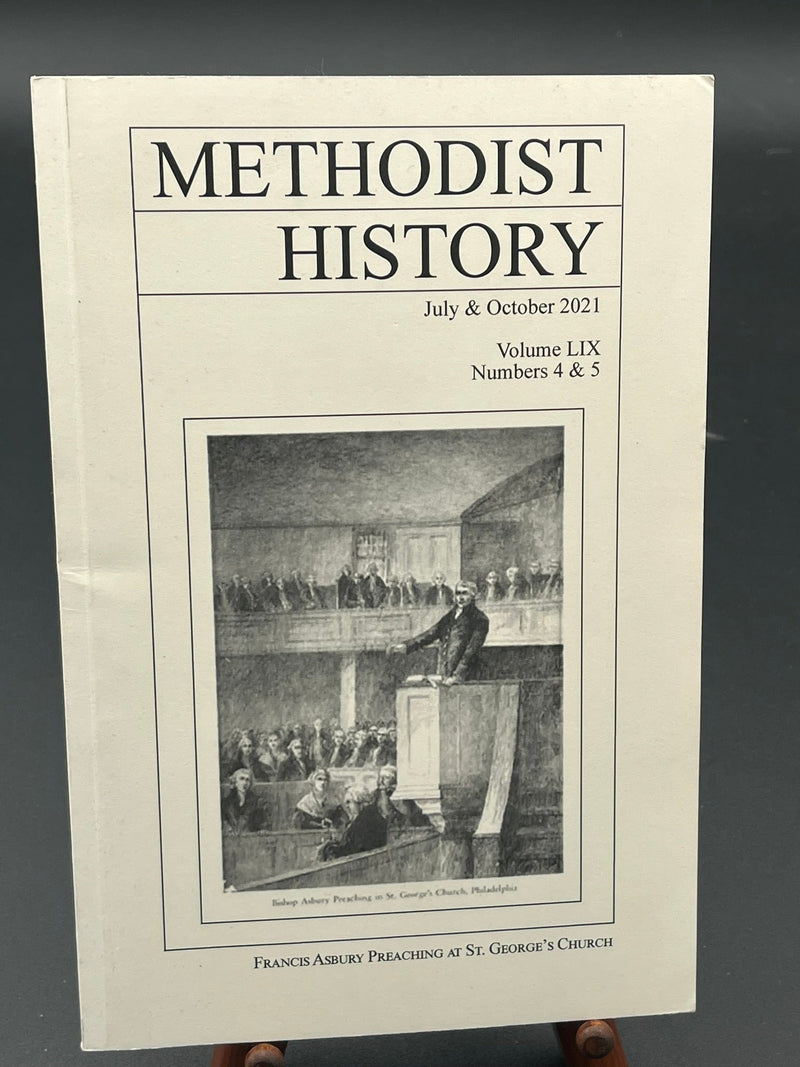 METHODIST
HISTORY
July & October 2021
Volume LIX
Numbers 4 & 5
Bishop Asbury Preaching in St. George's Church, Philadelphia
FRANCIS ASBURY PREACHING AT ST. GEORGE'S CHURCH